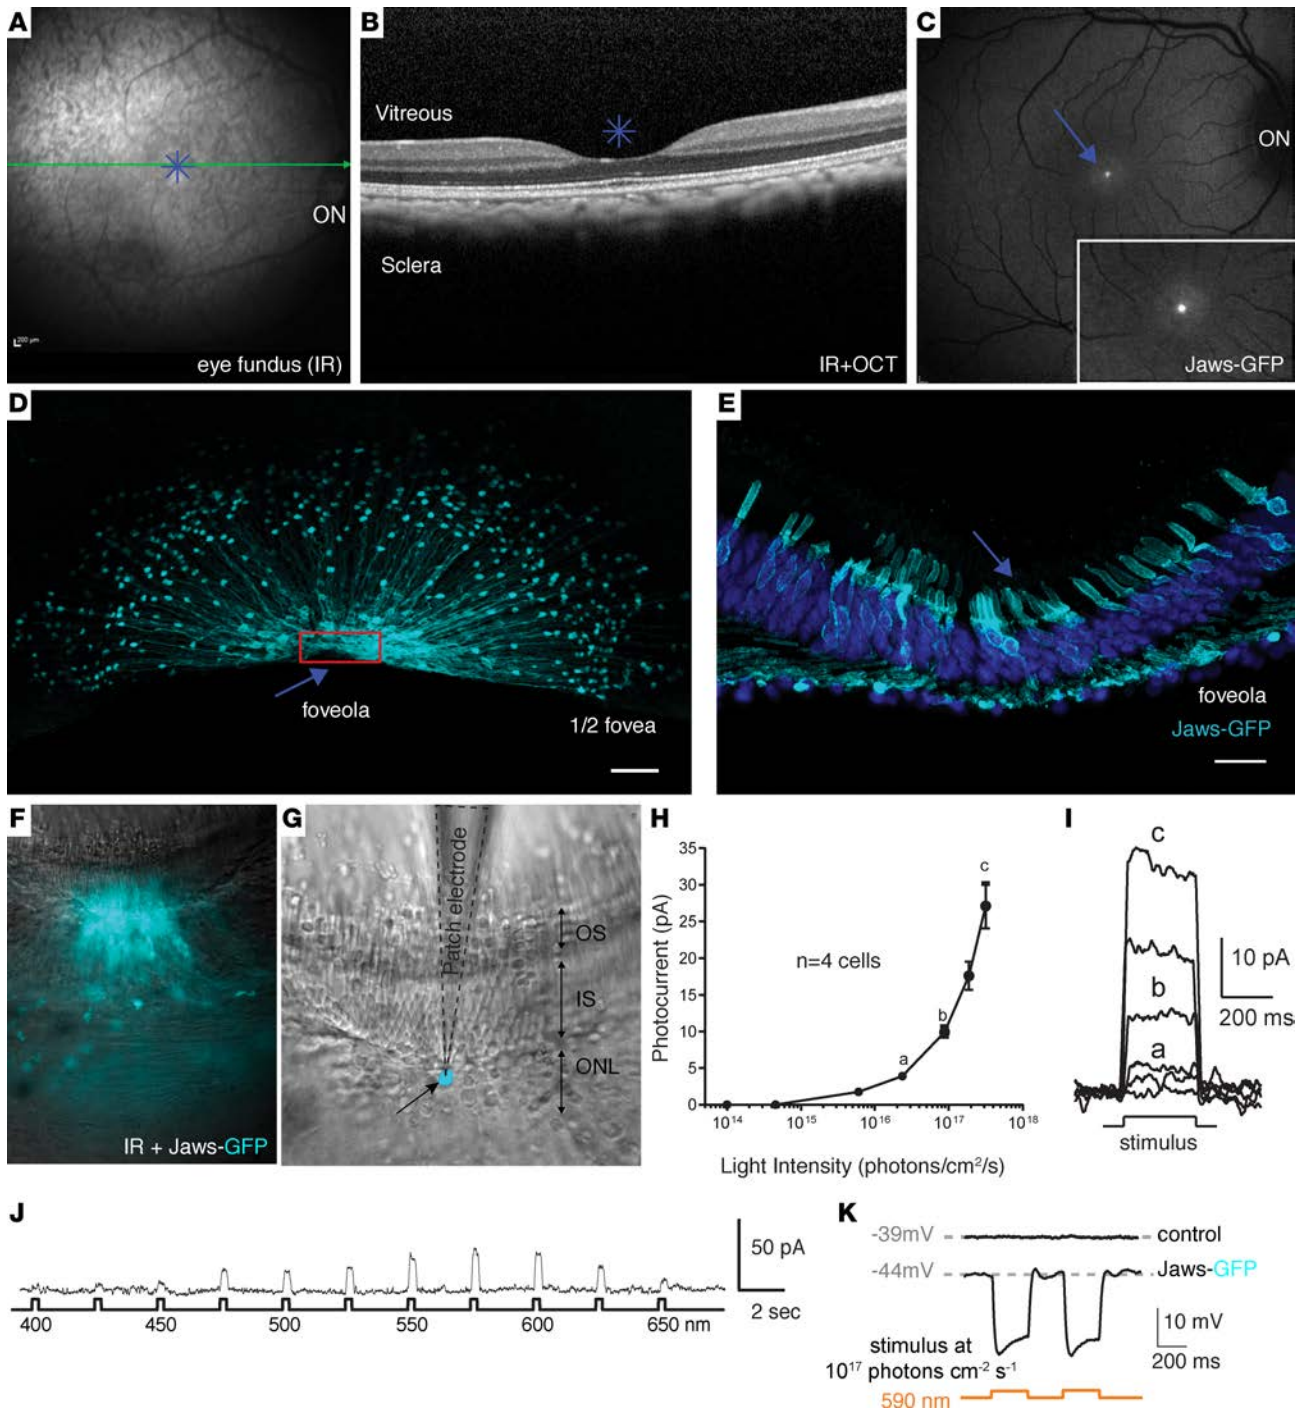 A
ON
200 µm
eye fundus (IR)
B
Vitreous
Sclera
IR+OCT
C
ON
Jaws-GFP
D
foveola
1/2 fovea
E
foveola
Jaws-GFP
F
IR + Jaws-GFP
G
Patch electrode
OS
IS
ONL
H
Photocurrent (pA)
35
30
25
20
15
10
5
0
n=4 cells
a
b
c
10¹⁴ 10¹⁵ 10¹⁶ 10¹⁷ 10¹⁸
Light Intensity (photons/cm²/s)
I
c
b
a
10 pA
200 ms
stimulus
J
50 pA
2 sec
400 450 500 550 600 650 nm
K
-39mV control
-44mV Jaws-GFP
10 mV
200 ms
stimulus at
10¹⁷ photons cm⁻² s⁻¹
590 nm